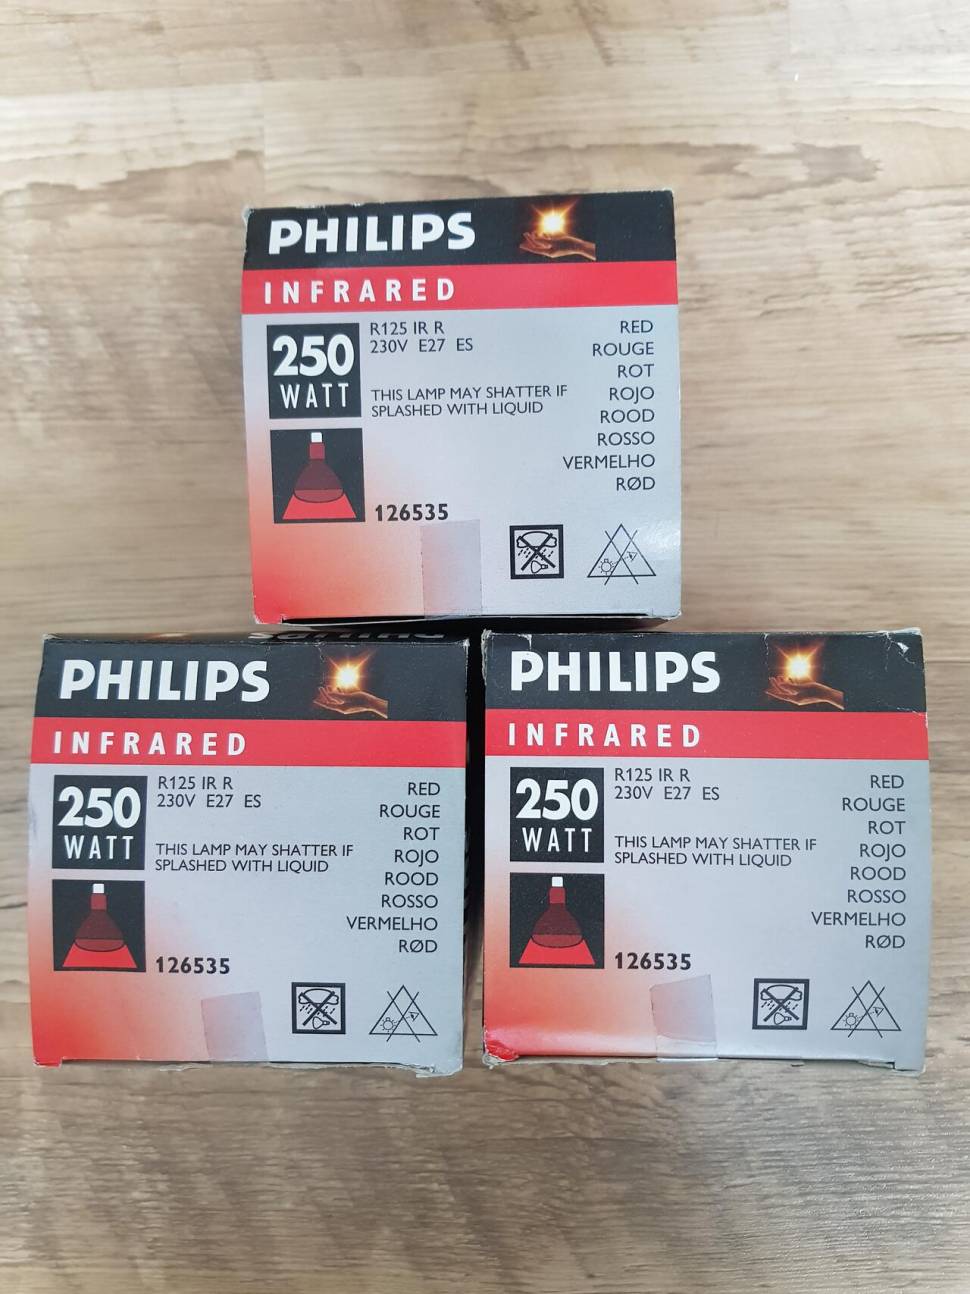 PHILIPS
INFRARED
250
WATT
R125 IR R
230V E27 ES
THIS LAMP MAY SHATTER IF
SPLASHED WITH LIQUID
RED
ROUGE
ROT
ROJO
ROOD
ROSSO
VERMELHO
RØD
126535
PHILIPS
PHILIPS
INFRARED
250
WATT
R125 IR R
230V E27 ES
THIS LAMP MAY SHATTER IF
SPLASHED WITH LIQUID
RED
ROUGE
ROT
ROJO
ROOD
ROSSO
VERMELHO
RØD
126535
PHILIPS
INFRARED
250
WATT
R125 IR R
230V E27 ES
THIS LAMP MAY SHATTER IF
SPLASHED WITH LIQUID
RED
ROUGE
ROT
ROJO
ROOD
ROSSO
VERMELHO
RØD
126535